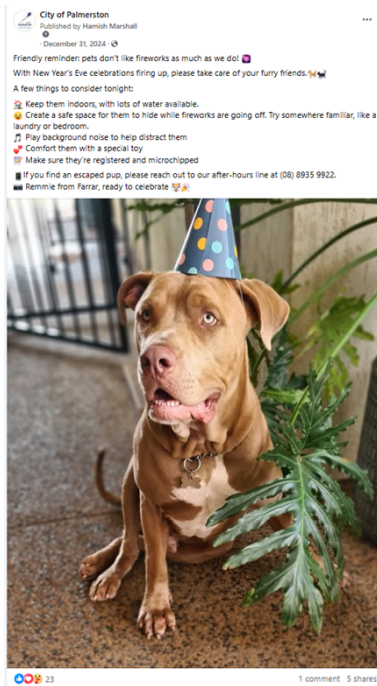 City of Palmerston
Published by Hamish Marshall
· December 31, 2024 ·
Friendly reminder: pets don't like fireworks as much as we do! 🎆
With New Year's Eve celebrations firing up, please take care of your furry friends.🐕🐈‍⬛
A few things to consider tonight:
🏠 Keep them indoors, with lots of water available.
😌 Create a safe space for them to hide while fireworks are going off. Try somewhere familiar, like a
laundry or bedroom.
🎵 Play background noise to help distract them
💞 Comfort them with a special toy
Make sure they're registered and microchipped
📱If you find an escaped pup, please reach out to our after-hours line at (08) 8935 9922.
📷 Remmie from Farrar, ready to celebrate 🐶🎉
23
1 comment 5 shares